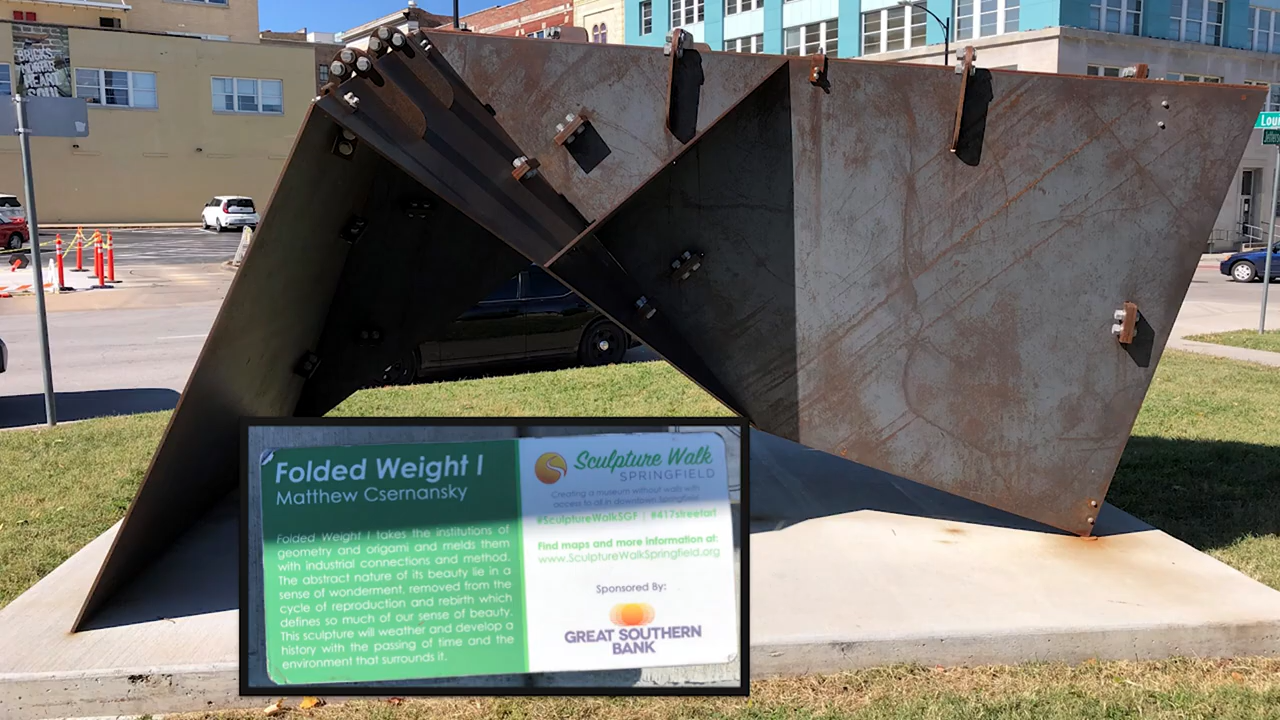 BRICKS
HEART
SOUL
Loui
Jefferso
Folded Weight I
Matthew Csernansky
Folded Weight I takes the institutions of
geometry and origami and melds them
with industrial connections and method.
The abstract nature of its beauty lie in a
sense of wonderment, removed from the
cycle of reproduction and rebirth which
defines so much of our sense of beauty.
This sculpture will weather and develop a
history with the passing of time and the
environment that surrounds it.
Sculpture Walk
SPRINGFIELD
Creating a museum without walls with
access to all in downtown Springfield
#SculptureWalkSGF | #417streetart
Find maps and more information at:
www.SculptureWalkSpringfield.org
Sponsored By:
GREAT SOUTHERN
BANK